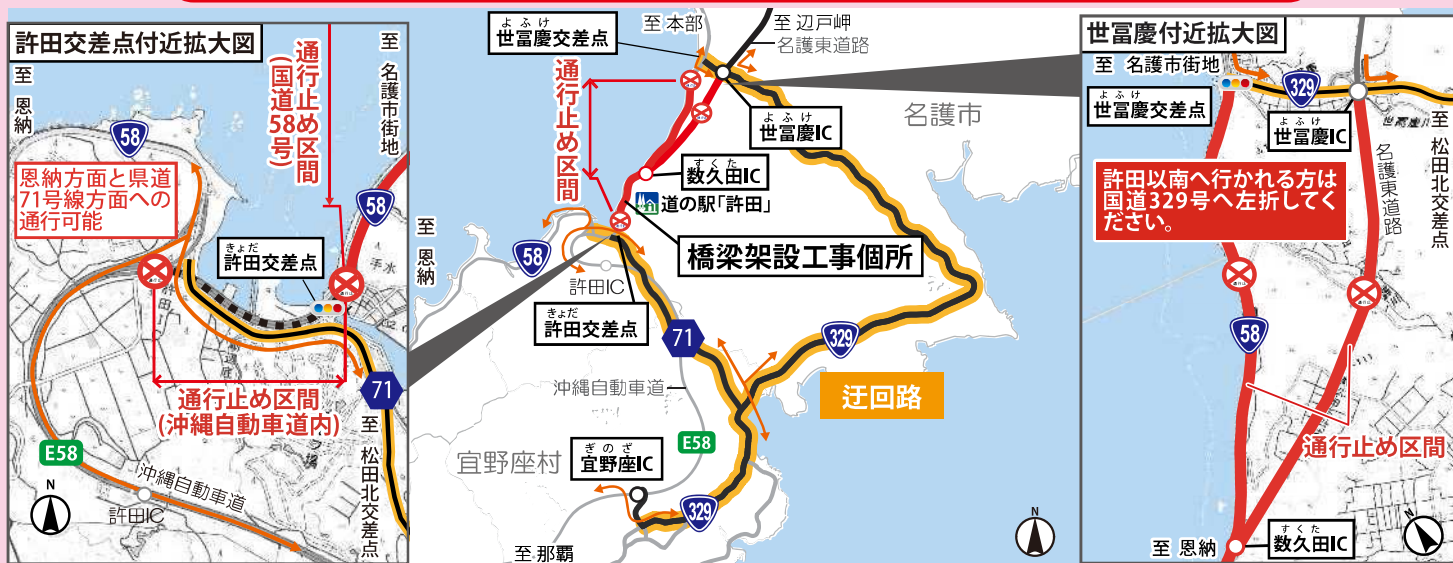 許田交差点付近拡大図
至 恩納
58
通行止め区間
(国道58号)
至 名護市街地
恩納方面と県道
71号線方面への
通行可能
58
きょだ
許田交差点
手水
通行止め区間
(沖縄自動車道内)
71
至 松田北交差点
E58
沖縄自動車道
許田IC
N
よふけ
世冨慶交差点
至 本部
至 辺戸岬
名護東道路
通行止め区間
よふけ
世冨慶IC
名護市
すくた
数久田IC
道の駅「許田」
橋梁架設工事個所
至 恩納
58
許田IC
きょだ
許田交差点
71
329
迂回路
沖縄自動車道
E58
宜野座村
ぎのざ
宜野座IC
329
至 那覇
N
世冨慶付近拡大図
至 名護市街地
329
よふけ
世冨慶交差点
よふけ
世冨慶IC
至 松田北交差点
名護東道路
許田以南へ行かれる方は
国道329号へ左折してく
ださい。
58
通行止め区間
すくた
数久田IC
至 恩納
N